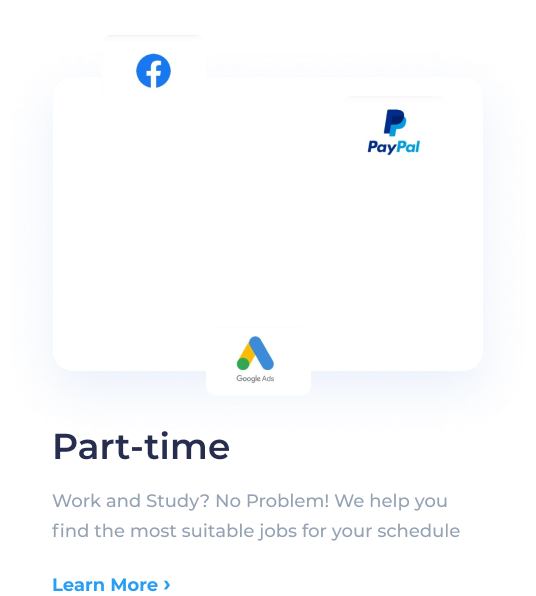 PayPal
Google Ads
Part-time
Work and Study? No Problem! We help you
find the most suitable jobs for your schedule
Learn More ›